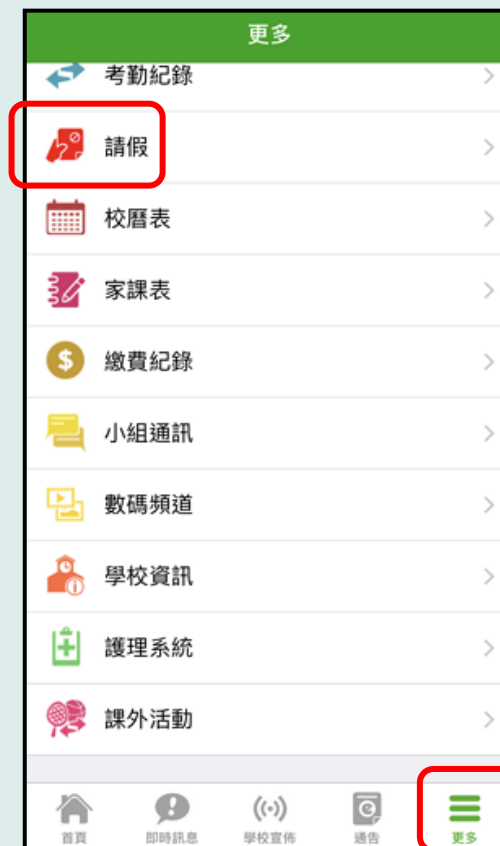 更多
考勤紀錄
請假
校曆表
家課表
繳費紀錄
小組通訊
數碼頻道
學校資訊
護理系統
課外活動
首頁 即時訊息 學校宣佈 通告 更多